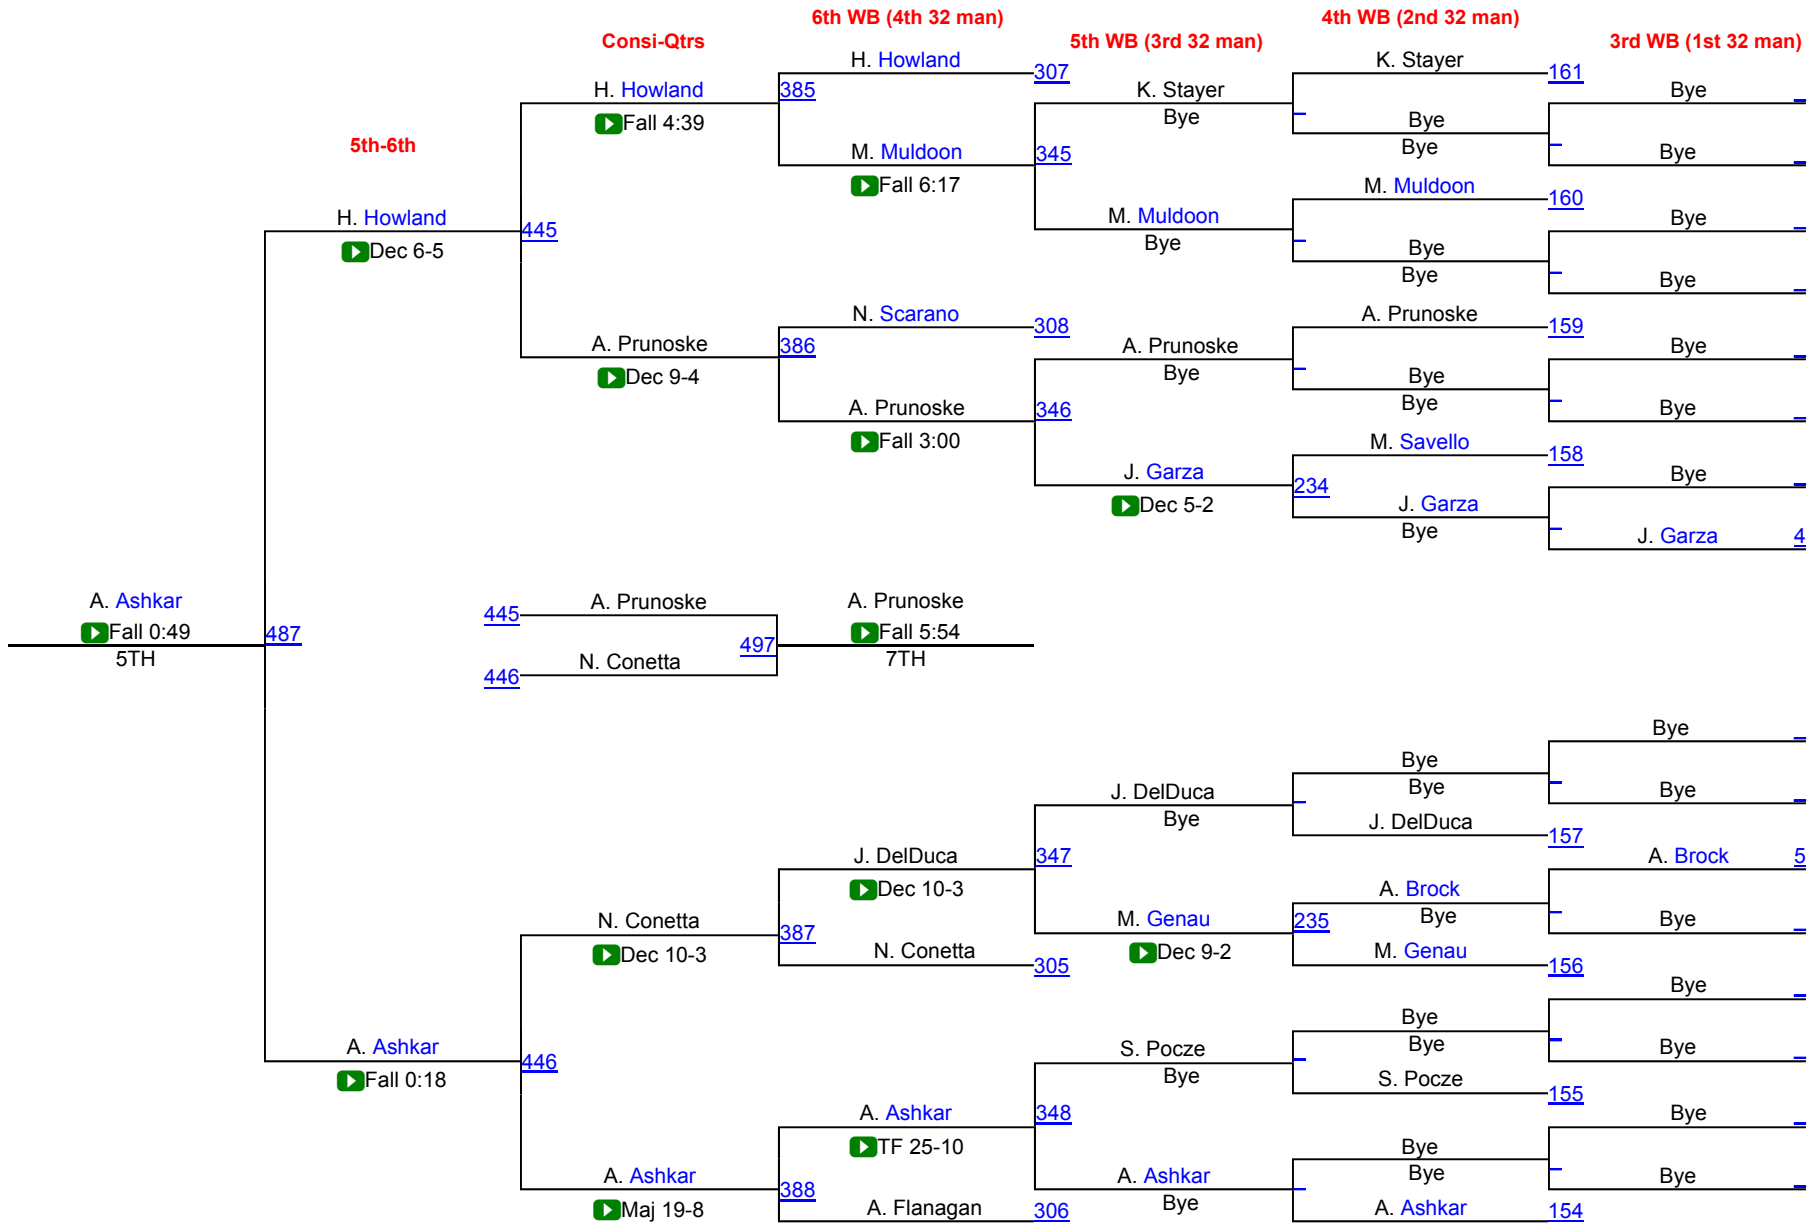 6th WB (4th 32 man)
4th WB (2nd 32 man)
Consi-Qtrs
5th WB (3rd 32 man)
3rd WB (1st 32 man)
H. Howland
307
K. Stayer
161
H. Howland
385
K. Stayer
Bye
Fall 4:39
Bye
Bye
5th-6th
Bye
M. Muldoon
345
Bye
Bye
Fall 6:17
M. Muldoon
160
H. Howland
445
M. Muldoon
Bye
Dec 6-5
Bye
Bye
Bye
Bye
N. Scarano
308
A. Prunoske
159
A. Prunoske
386
A. Prunoske
Bye
Dec 9-4
Bye
Bye
A. Prunoske
346
Bye
Bye
Fall 3:00
M. Savello
158
J. Garza
234
Bye
Dec 5-2
J. Garza
Bye
J. Garza
4
A. Ashkar
445
A. Prunoske
A. Prunoske
Fall 0:49
487
497
Fall 5:54
5TH
446
N. Conetta
7TH
Bye
Bye
Bye
Bye
J. DelDuca
Bye
J. DelDuca
157
J. DelDuca
347
A. Brock
5
Dec 10-3
A. Brock
N. Conetta
387
M. Genau
235
Bye
Bye
Dec 10-3
N. Conetta
305
Dec 9-2
M. Genau
156
Bye
Bye
A. Ashkar
446
S. Pocze
Bye
Bye
Fall 0:18
Bye
S. Pocze
155
A. Ashkar
348
Bye
TF 25-10
Bye
A. Ashkar
388
A. Ashkar
Bye
Bye
Maj 19-8
A. Flanagan
306
Bye
A. Ashkar
154